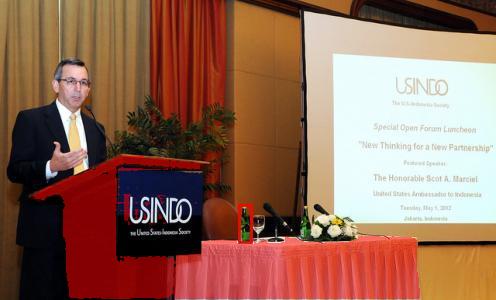 USINDO
The U.S-Indonesia Society
Special Open Forum Luncheon
"New Thinking for a New Partnership"
Featured Speaker:
The Honorable Scot A. Marciel
United States Ambassador to Indonesia
Tuesday, May 1, 2012
Jakarta, Indonesia
USINDO
THE UNITED STATES-INDONESIA SOCIETY